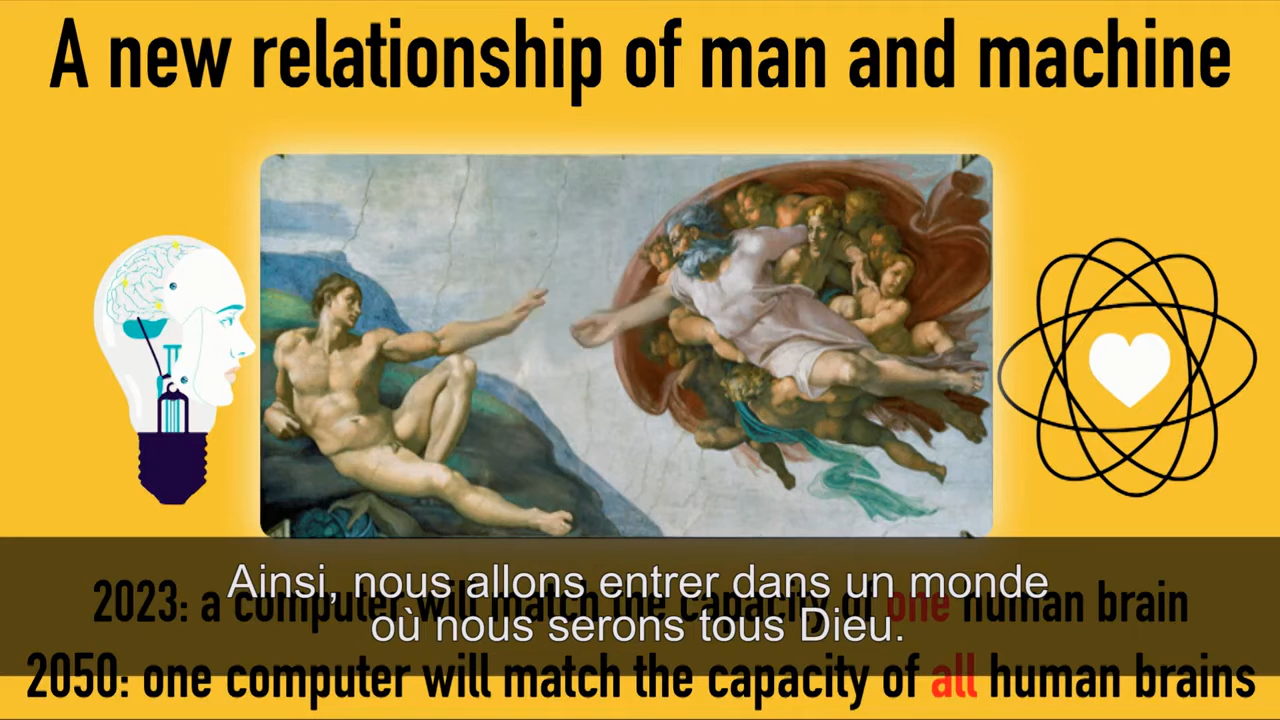 A new relationship of man and machine
2023: a computer will match the capacity of one human brain
Ainsi, nous allons entrer dans un monde
où nous serons tous Dieu.
2050: one computer will match the capacity of all human brains